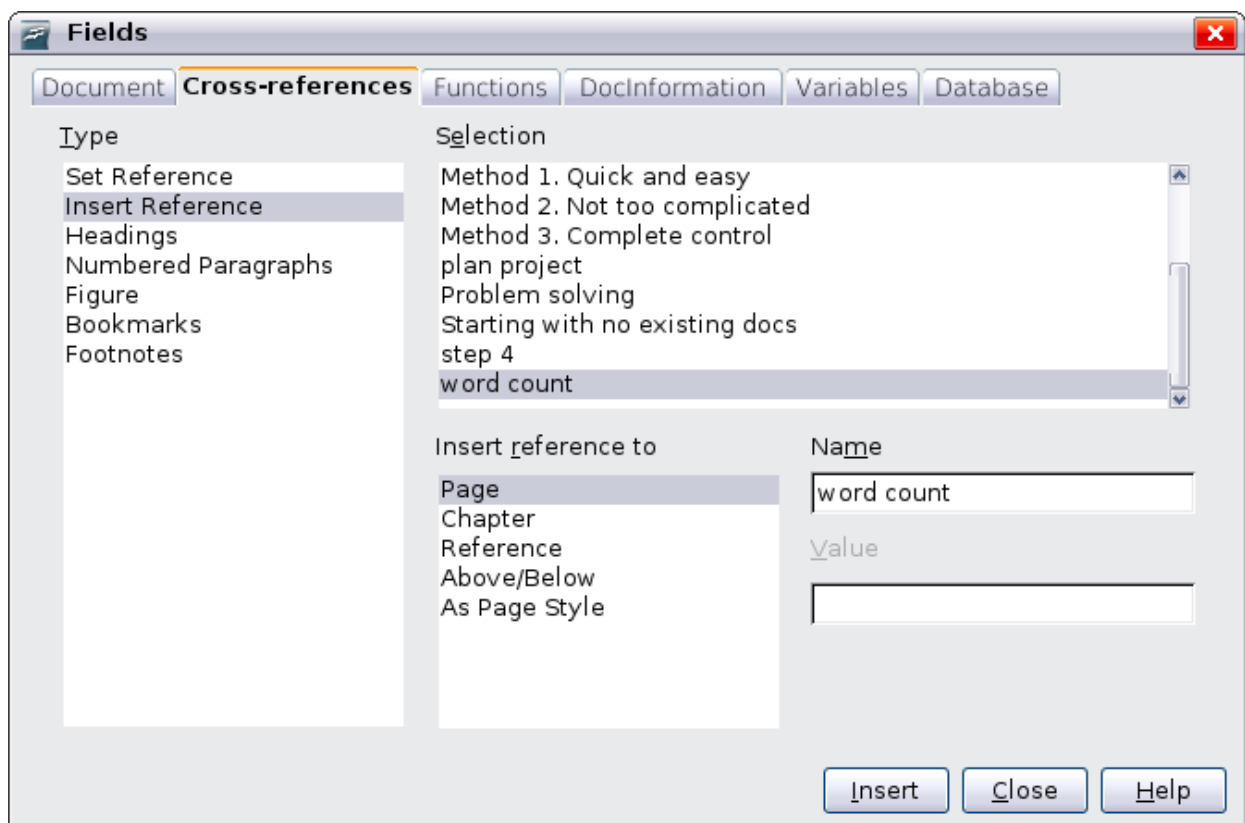 Fields
Document Cross-references Functions DocInformation Variables Database
Type
Set Reference
Insert Reference
Headings
Numbered Paragraphs
Figure
Bookmarks
Footnotes
Selection
Method 1. Quick and easy
Method 2. Not too complicated
Method 3. Complete control
plan project
Problem solving
Starting with no existing docs
step 4
word count
Insert reference to
Page
Chapter
Reference
Above/Below
As Page Style
Name
word count
Value
Insert Close Help